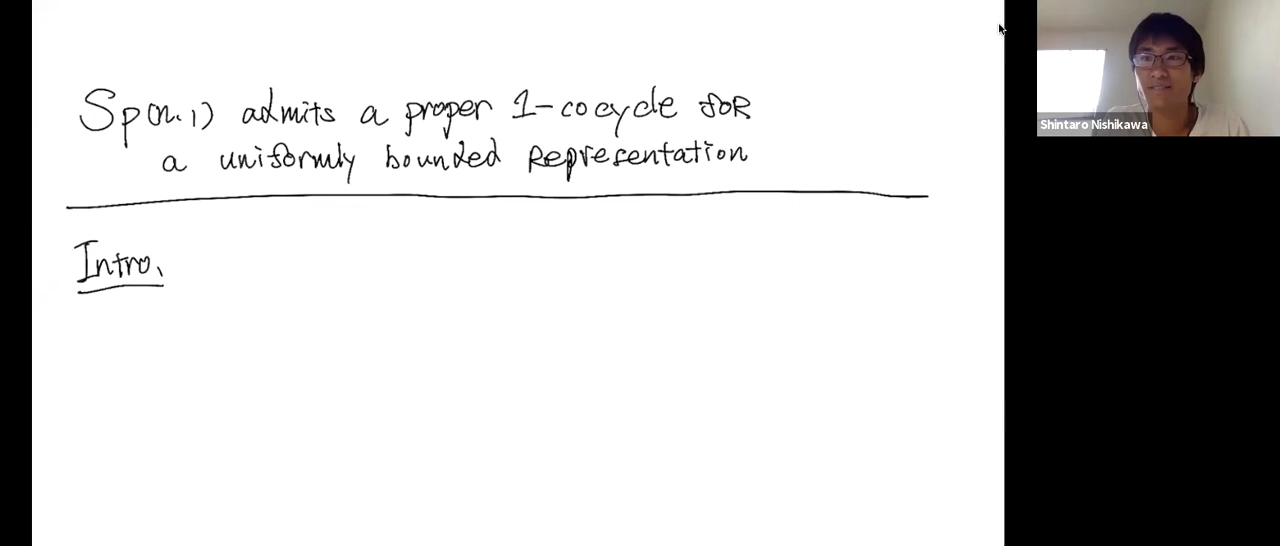 Sp(n.1) admits a proper 1-cocycle for
a uniformly bounded Representation
Intro.
Shintaro Nishikawa